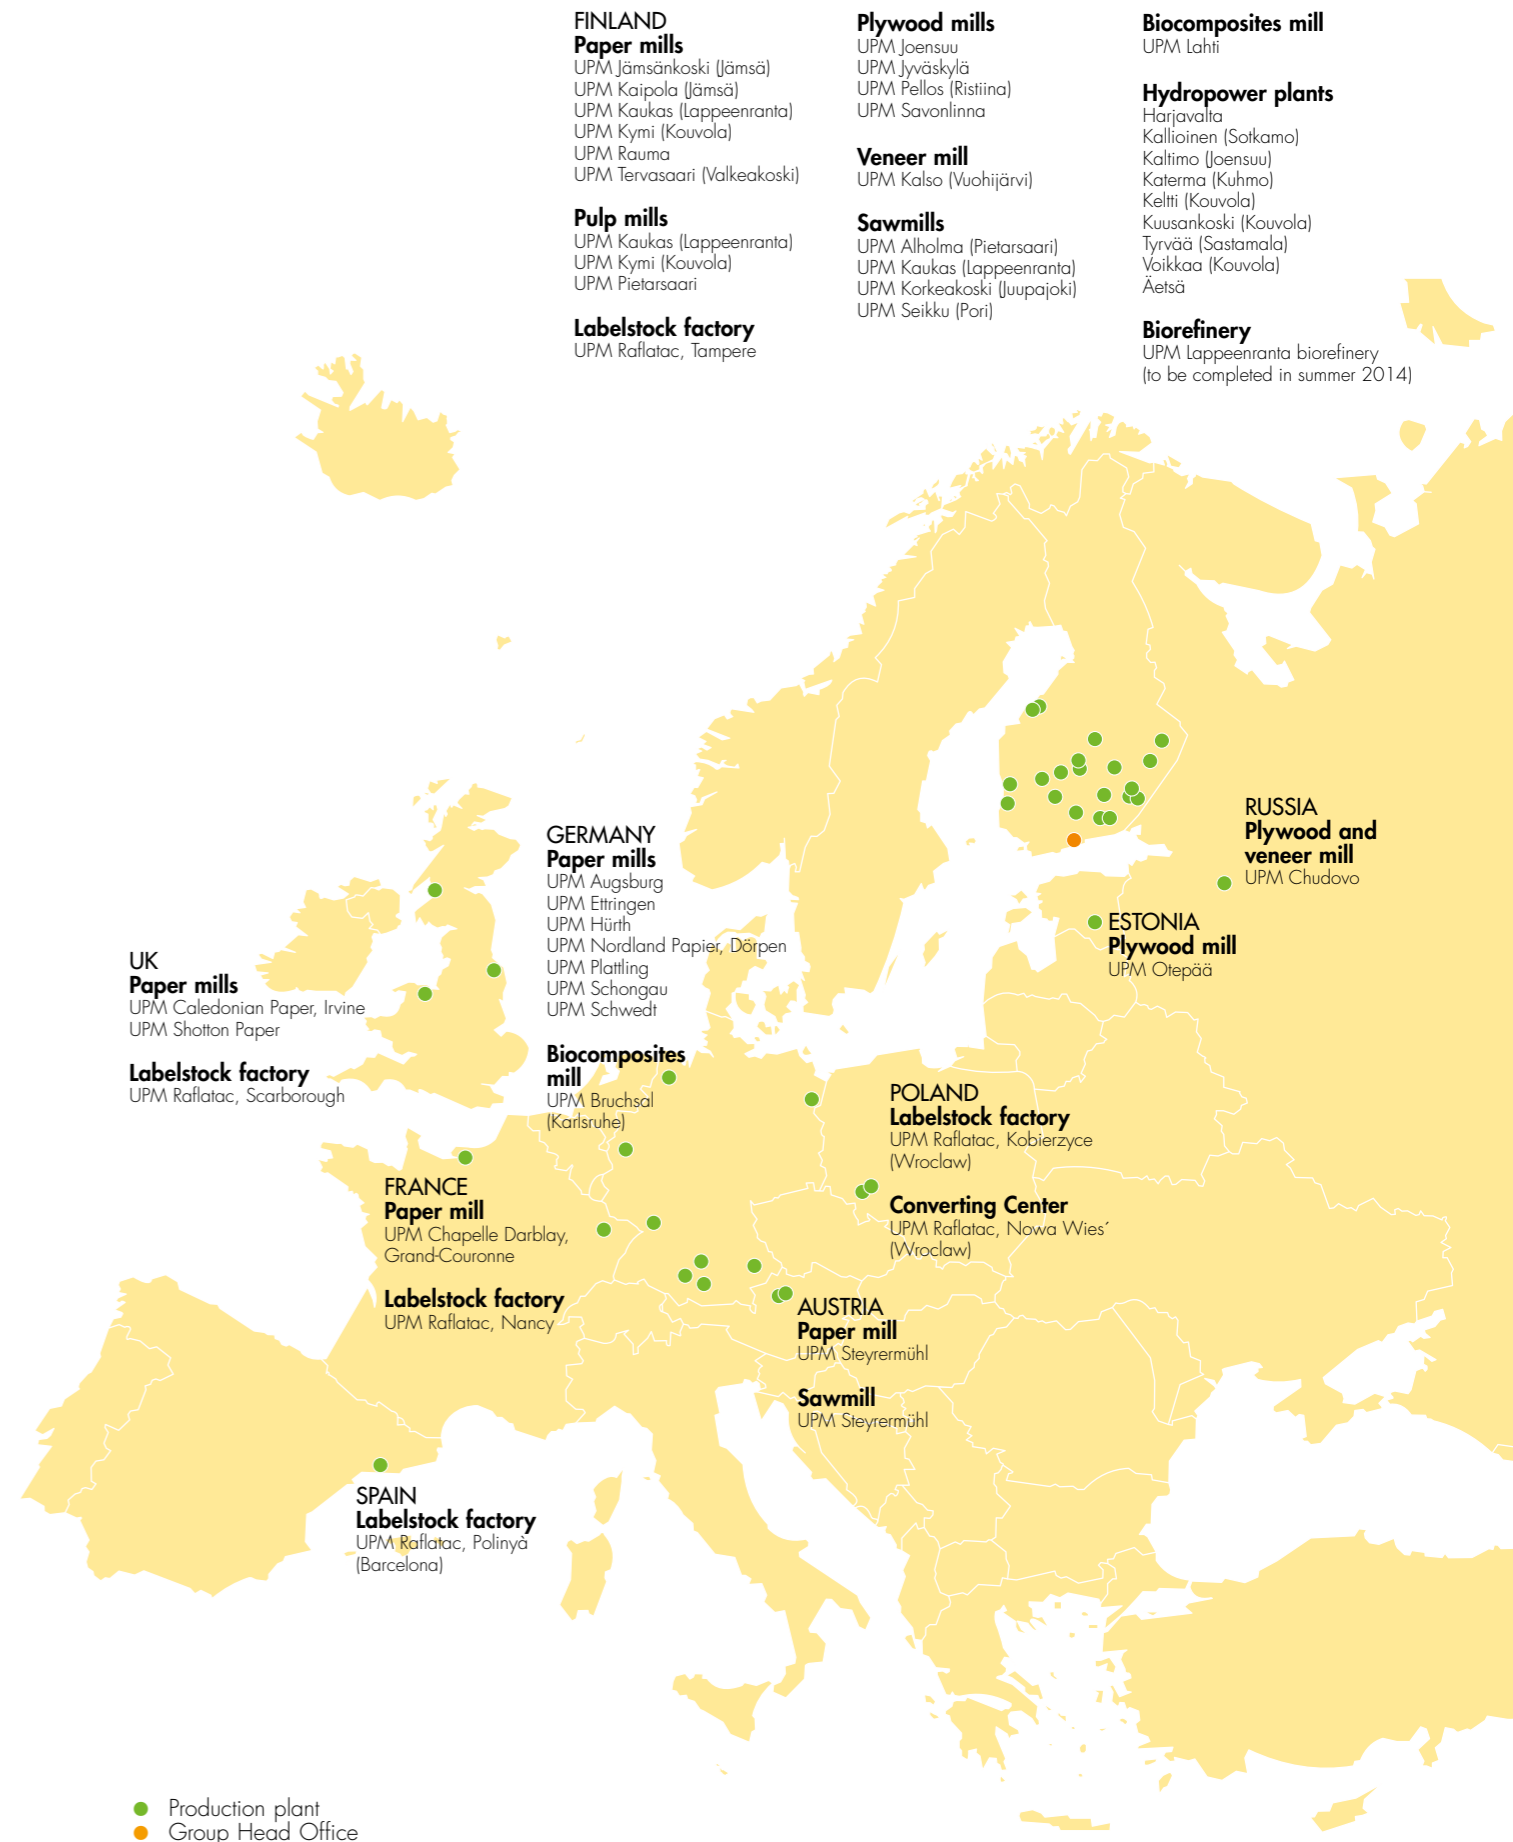 FINLAND
Paper mills
UPM Jämsänkoski (Jämsä)
UPM Kaipola (Jämsä)
UPM Kaukas (Lappeenranta)
UPM Kymi (Kouvola)
UPM Rauma
UPM Tervasaari (Valkeakoski)
Pulp mills
UPM Kaukas (Lappeenranta)
UPM Kymi (Kouvola)
UPM Pietarsaari
Labelstock factory
UPM Raflatac, Tampere
Plywood mills
UPM Joensuu
UPM Jyväskylä
UPM Pellos (Ristiina)
UPM Savonlinna
Veneer mill
UPM Kalso (Vuohijärvi)
Sawmills
UPM Alholma (Pietarsaari)
UPM Kaukas (Lappeenranta)
UPM Korkeakoski (Juupajoki)
UPM Seikku (Pori)
Biocomposites mill
UPM Lahti
Hydropower plants
Harjavalta
Kallioinen (Sotkamo)
Kaltimo (Joensuu)
Katerma (Kuhmo)
Keltti (Kouvola)
Kuusankoski (Kouvola)
Tyrvää (Sastamala)
Voikkaa (Kouvola)
Äetsä
Biorefinery
UPM Lappeenranta biorefinery
(to be completed in summer 2014)
RUSSIA
Plywood and
veneer mill
UPM Chudovo
ESTONIA
Plywood mill
UPM Otepää
GERMANY
Paper mills
UPM Augsburg
UPM Ettringen
UPM Hürth
UPM Nordland Papier, Dörpen
UPM Plattling
UPM Schongau
UPM Schwedt
Biocomposites
mill
UPM Bruchsal
(Karlsruhe)
UK
Paper mills
UPM Caledonian Paper, Irvine
UPM Shotton Paper
Labelstock factory
UPM Raflatac, Scarborough
POLAND
Labelstock factory
UPM Raflatac, Kobierzyce
(Wroclaw)
Converting Center
UPM Raflatac, Nowa Wies´
(Wroclaw)
FRANCE
Paper mill
UPM Chapelle Darblay,
Grand-Couronne
Labelstock factory
UPM Raflatac, Nancy
AUSTRIA
Paper mill
UPM Steyrermühl
Sawmill
UPM Steyrermühl
SPAIN
Labelstock factory
UPM Raflatac, Polinyà
(Barcelona)
Production plant
Group Head Office